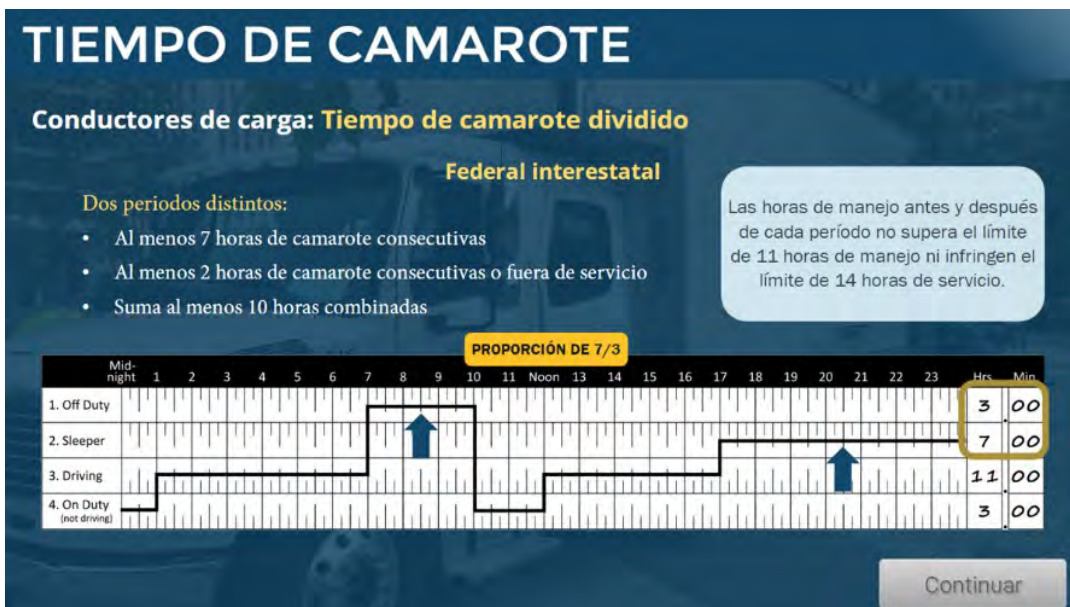 TIEMPO DE CAMAROTE
Conductores de carga: Tiempo de camarote dividido
Federal interestatal
Dos periodos distintos:
• Al menos 7 horas de camarote consecutivas
• Al menos 2 horas de camarote consecutivas o fuera de servicio
• Suma al menos 10 horas combinadas
Las horas de manejo antes y después
de cada período no supera el límite
de 11 horas de manejo ni infringen el
límite de 14 horas de servicio.
PROPORCIÓN DE 7/3
Mid-
night 1 2 3 4 5 6 7 8 9 10 11 Noon 13 14 15 16 17 18 19 20 21 22 23 Hrs. Min.
1. Off Duty 3 . 00
2. Sleeper 7 00
3. Driving 11 00
4. On Duty 3 . 00
(not driving)
Continuar